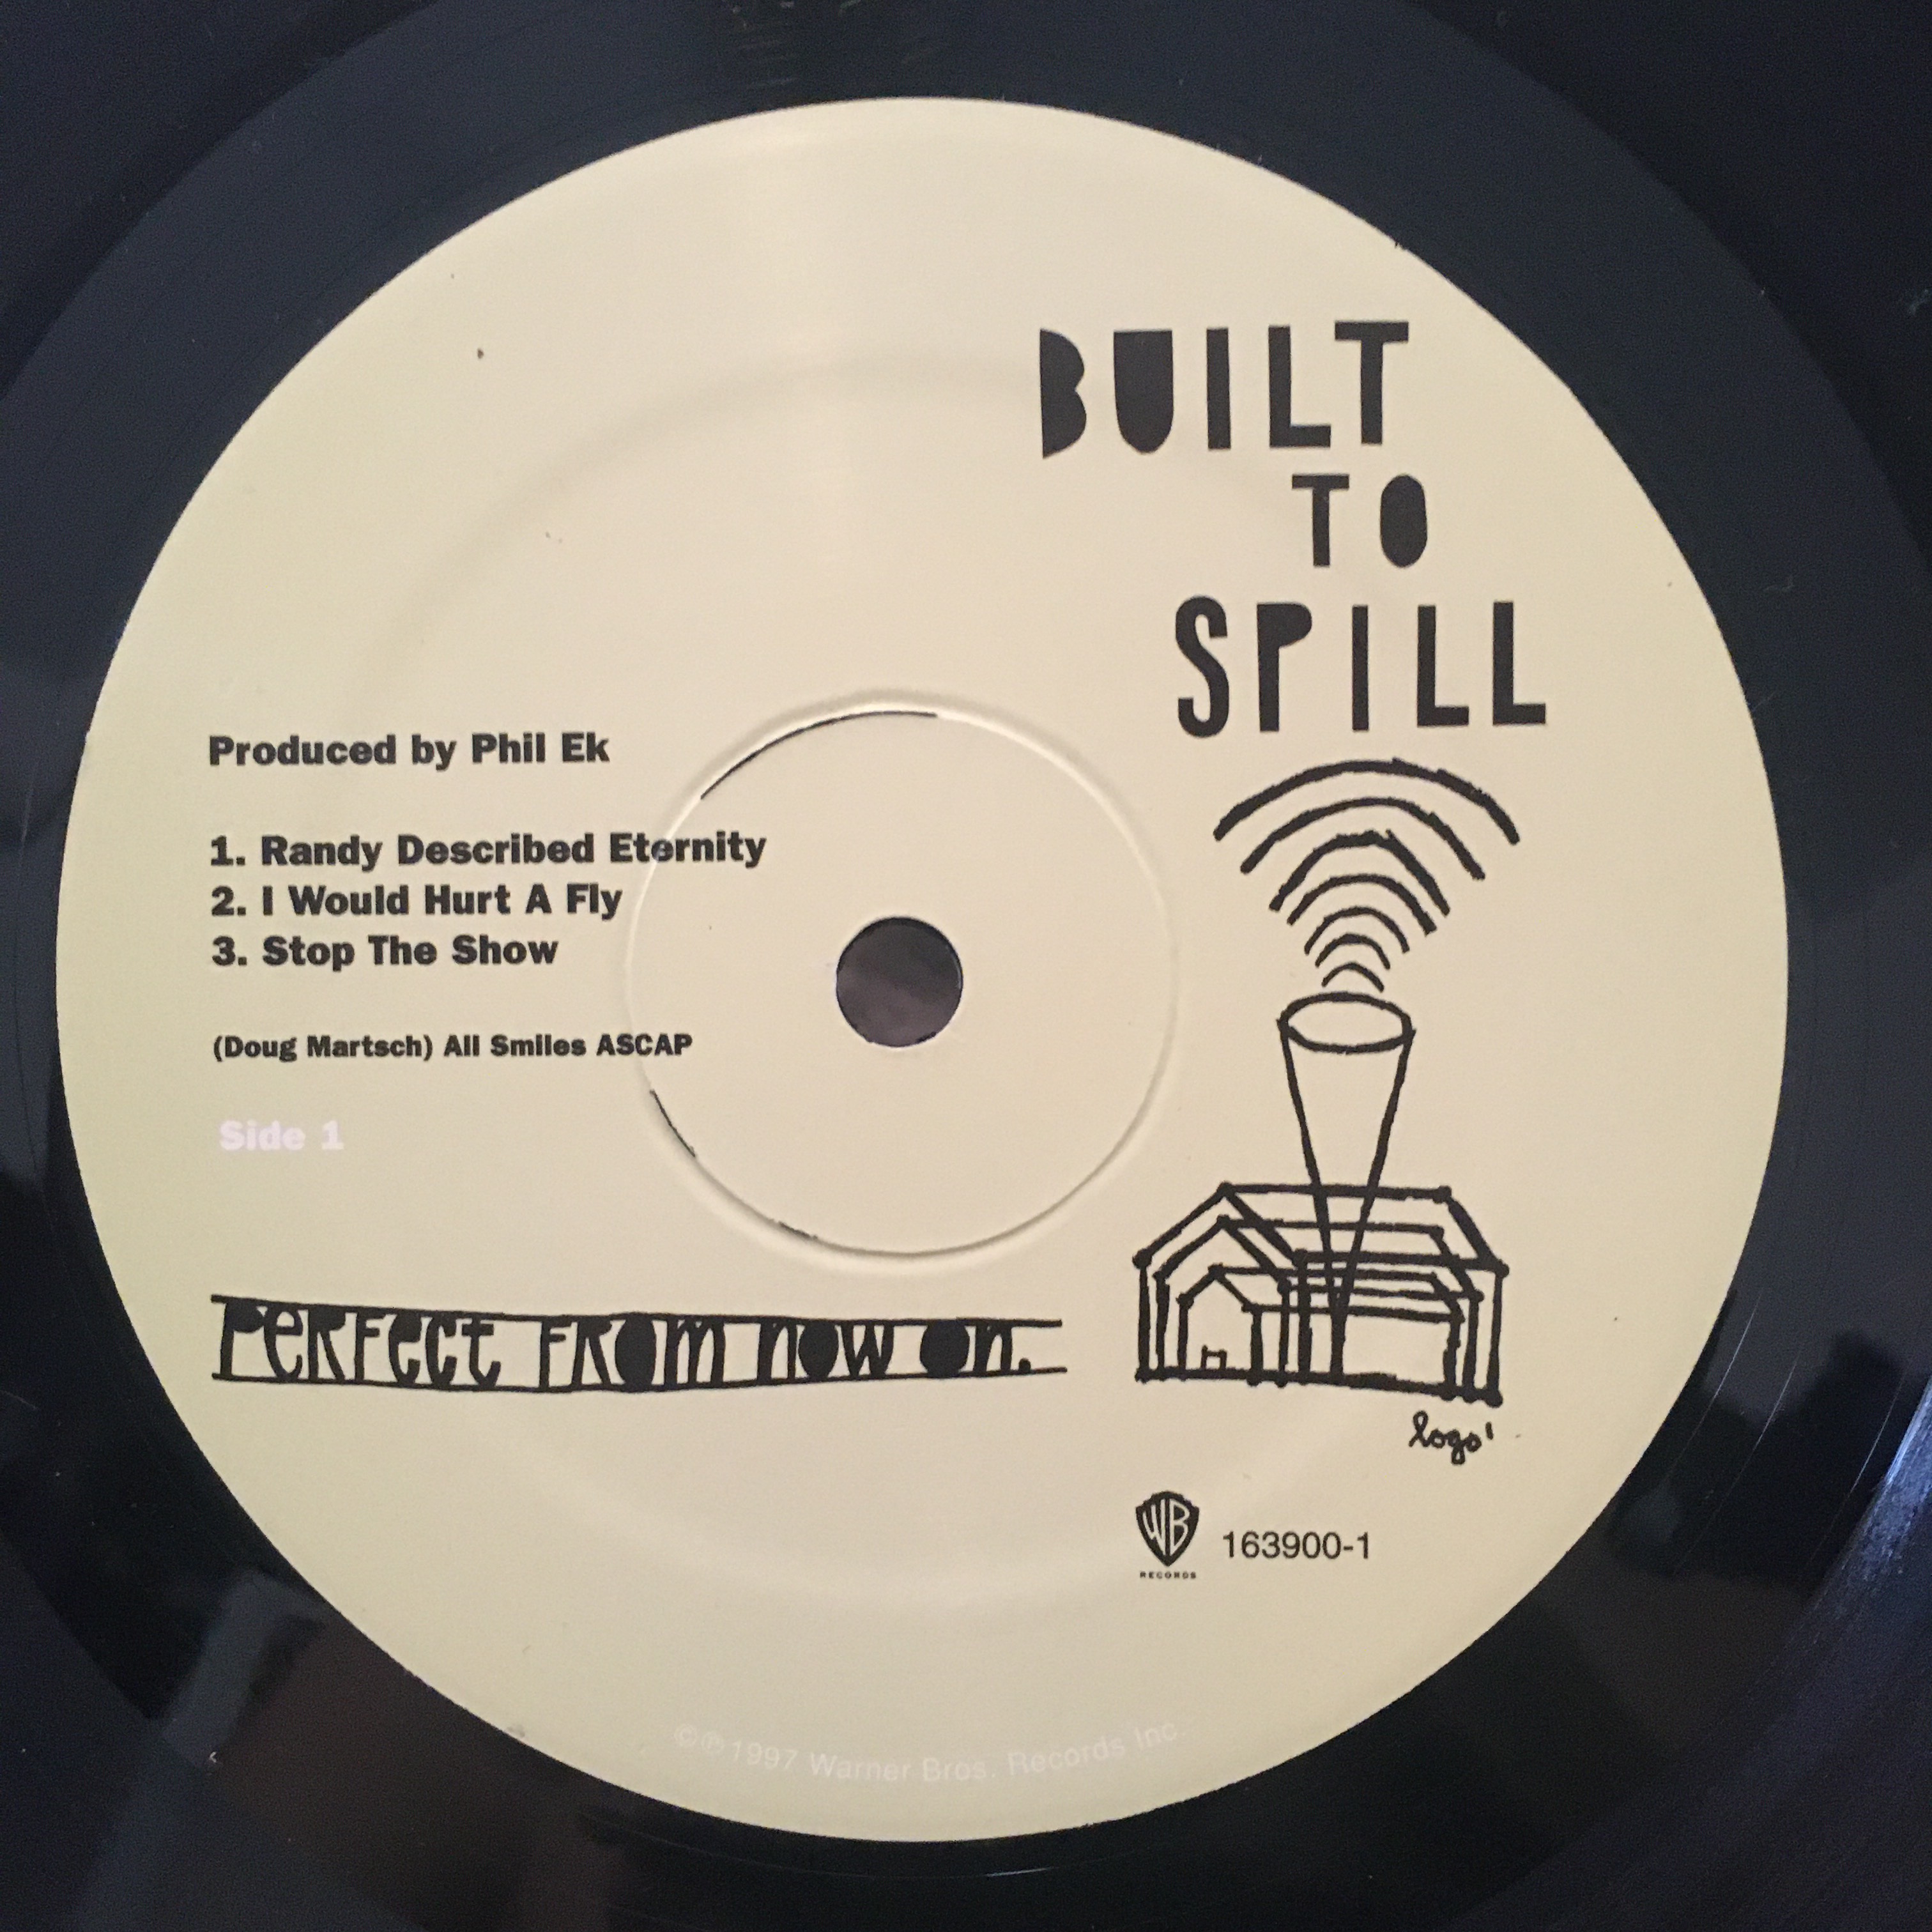 BUILT
TO
SPILL
Produced by Phil Ek
1. Randy Described Eternity
2. I Would Hurt A Fly
3. Stop The Show
(Doug Martsch) All Smiles ASCAP
Side 1
PERFECT FROM NOW ON.
logo'
WB
RECORDS
163900-1
©℗1997 Warner Bros. Records Inc.